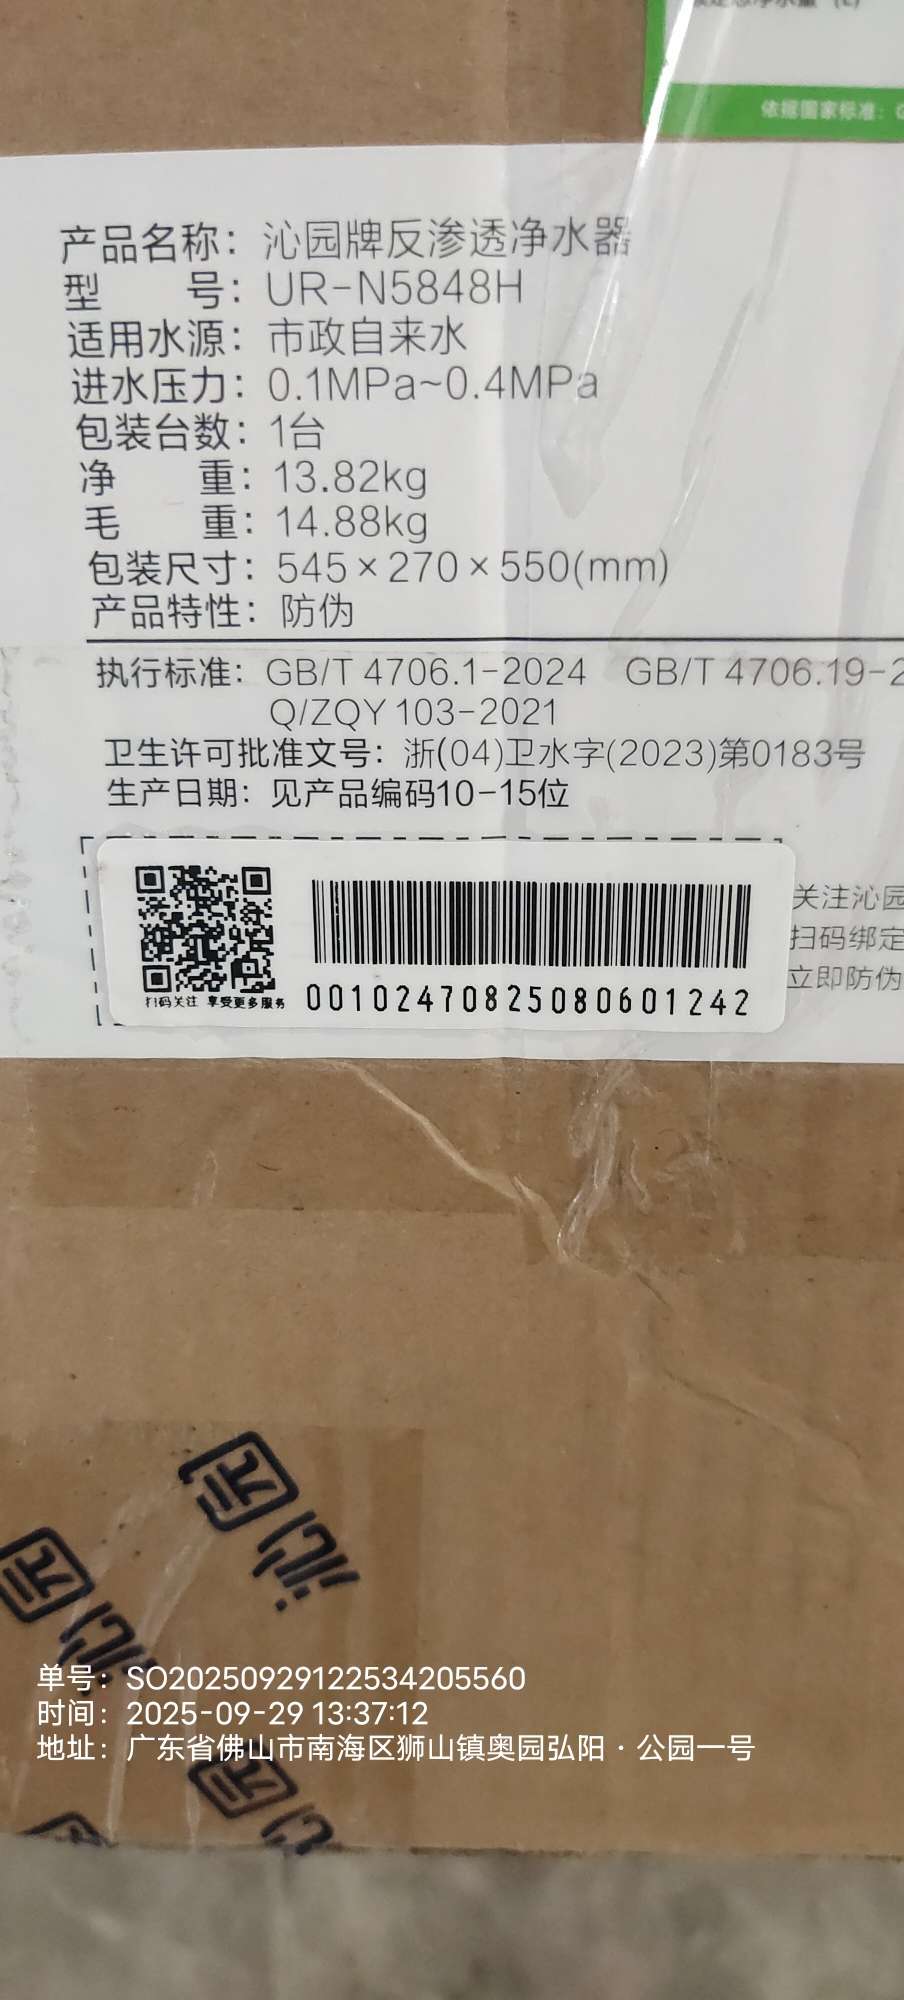 依据国家标准：G
产品名称：沁园牌反渗透净水器
型 号：UR-N5848H
适用水源：市政自来水
进水压力：0.1MPa~0.4MPa
包装台数：1台
净 重：13.82kg
毛 重：14.88kg
包装尺寸：545×270×550(mm)
产品特性：防伪
执行标准：GB/T 4706.1-2024 GB/T 4706.19-2
Q/ZQY 103-2021
卫生许可批准文号：浙(04)卫水字(2023)第0183号
生产日期：见产品编码10-15位
关注沁园
扫码绑定
立即防伪
扫码关注 享受更多服务
00102470825080601242
沁园
沁园
沁园
单号：SO20250929122534205560
时间：2025-09-29 13:37:12
地址：广东省佛山市南海区狮山镇奥园弘阳·公园一号